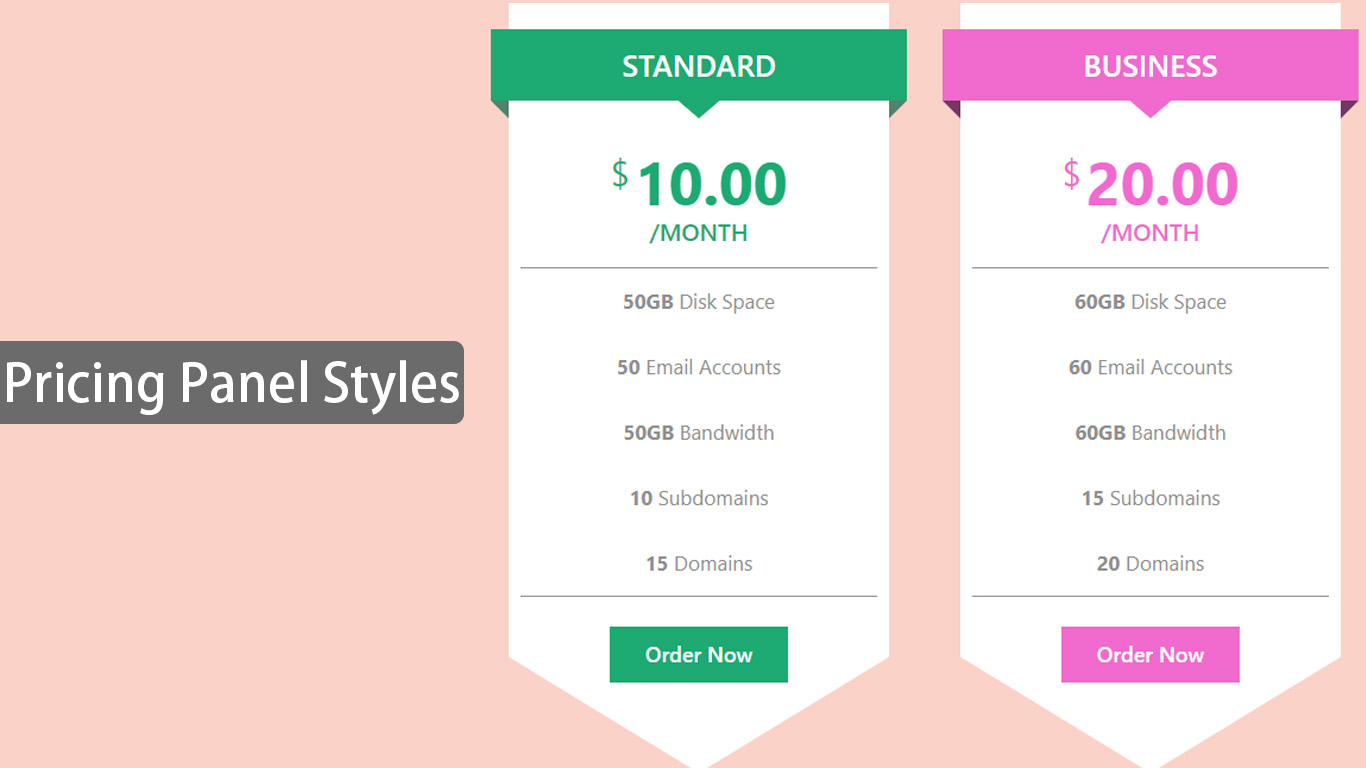 Pricing Panel Styles
STANDARD
$10.00
/MONTH
50GB Disk Space
50 Email Accounts
50GB Bandwidth
10 Subdomains
15 Domains
Order Now
BUSINESS
$20.00
/MONTH
60GB Disk Space
60 Email Accounts
60GB Bandwidth
15 Subdomains
20 Domains
Order Now